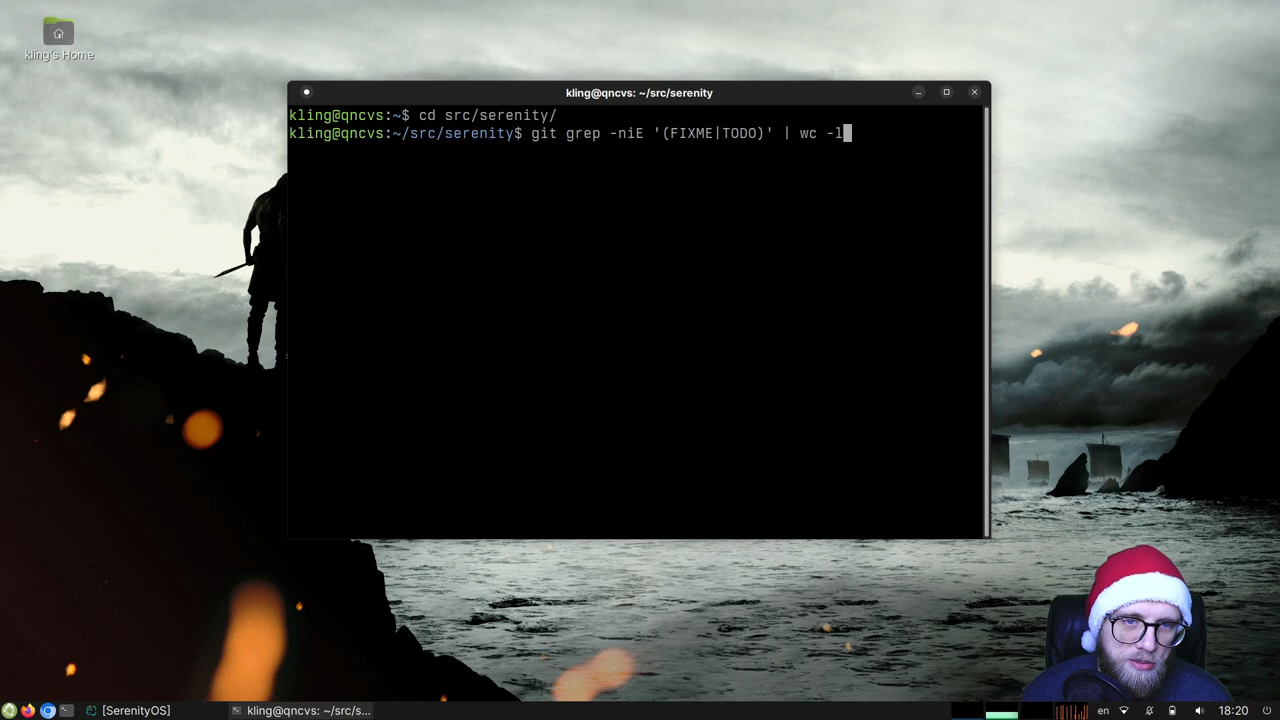 kling's Home
kling@qncvs: ~/src/serenity
kling@qncvs:~$ cd src/serenity/
kling@qncvs:~/src/serenity$ git grep -niE '(FIXME|TODO)' | wc -l
[SerenityOS]
kling@qncvs: ~/src/s...
en
18:20